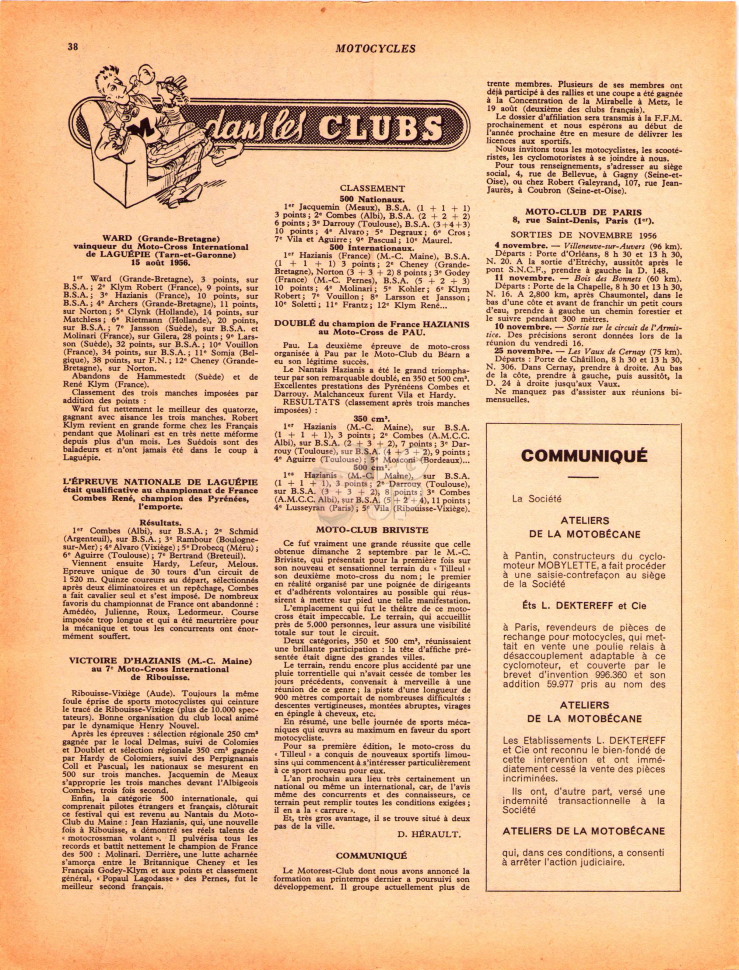 38
MOTOCYCLES
dans les CLUBS
M
WARD (Grande-Bretagne)
vainqueur du Moto-Cross International
de LAGUÉPIE (Tarn-et-Garonne)
15 août 1956.
1er Ward (Grande-Bretagne), 3 points, sur
B.S.A. ; 2e Klym Robert (France), 9 points, sur
B.S.A. ; 3e Hazianis (France), 10 points, sur
B.S.A. ; 4e Archers (Grande-Bretagne), 11 points,
sur Norton ; 5e Clynk (Hollande), 14 points, sur
Matchless ; 6e Rietmann (Hollande), 20 points,
sur B.S.A. ; 7e Jansson (Suède), sur B.S.A. et
Molinari (France), sur Gilera, 28 points ; 9e Lars-
son (Suède), 32 points, sur B.S.A. ; 10e Vouillon
(France), 34 points, sur B.S.A. ; 11e Somja (Bel-
gique), 38 points, sur F.N. ; 12e Cheney (Grande-
Bretagne), sur Norton.
Abandons de Hammestedt (Suède) et de
René Klym (France).
Classement des trois manches imposées par
addition des points :
Ward fut nettement le meilleur des quatorze,
gagnant avec aisance les trois manches. Robert
Klym revient en grande forme chez les Français
pendant que Molinari est en très nette méforme
depuis plus d'un mois. Les Suédois sont des
baladeurs et n'ont jamais été dans le coup à
Laguépie.
L'ÉPREUVE NATIONALE DE LAGUÉPIE
était qualificative au championnat de France
Combes René, champion des Pyrénées,
l'emporte.
Résultats.
1er Combes (Albi), sur B.S.A. ; 2e Schmid
(Argenteuil), sur B.S.A. ; 3e Rambour (Boulogne-
sur-Mer) ; 4e Alvaro (Vixiège) ; 5e Drobecq (Méru) ;
6e Aguirre (Toulouse) ; 7e Bertrand (Breteuil).
Viennent ensuite Hardy, Lefeur, Melous.
Epreuve unique de 30 tours d'un circuit de
1 520 m. Quinze coureurs au départ, sélectionnés
après deux éliminatoires et un repêchage, Combes
a fait cavalier seul et s'est imposé. De nombreux
favoris du championnat de France ont abandonné :
Amédéo, Julienne, Roux, Ledormeur. Course
imposée trop longue et qui a été meurtrière pour
la mécanique et tous les concurrents ont énor-
mément souffert.
VICTOIRE D'HAZIANIS (M.-C. Maine)
au 7e Moto-Cross International
de Ribouisse.
Ribouisse-Vixiège (Aude). Toujours la même
foule éprise de sports motocyclistes qui ceinture
le tracé de Ribouisse-Vixiège (plus de 10.000 spec-
tateurs). Bonne organisation du club local animé
par le dynamique Henry Nouvel.
Après les épreuves : sélection régionale 250 cm³
gagnée par le local Delmas, suivi de Colomies
et Doublet et sélection régionale 350 cm³ gagnée
par Hardy de Colomiers, suivi des Perpignanais
Coll et Pascual, les nationaux se mesurent en
500 sur trois manches. Jacquemin de Meaux
s'approprie les trois manches devant l'Albigeois
Combes, trois fois second.
Enfin, la catégorie 500 internationale, qui
comprenait pilotes étrangers et français, clôturait
ce festival qui est revenu au Nantais du Moto-
Club du Maine : Jean Hazianis, qui, une nouvelle
fois à Ribouisse, a démontré ses réels talents de
« motocrossman volant ». Il pulvérisa tous les
records et battit nettement le champion de France
des 500 : Molinari. Derrière, une lutte acharnée
s'amorça entre le Britannique Cheney et les
Français Godey-Klym et aux points et classement
général, « Popaul Lagodasse » des Pernes, fut le
meilleur second français.
CLASSEMENT
500 Nationaux.
1er Jacquemin (Meaux), B.S.A. (1 + 1 + 1)
3 points ; 2e Combes (Albi), B.S.A. (2 + 2 + 2)
6 points ; 3e Darrouy (Toulouse), B.S.A. (3+4+3)
10 points ; 4e Alvaro ; 5e Degraux ; 6e Cros ;
7e Vila et Aguirre ; 9e Pascual ; 10e Maurel.
500 Internationaux.
1er Hazianis (France) (M.-C. Maine), B.S.A.
(1 + 1 + 1) 3 points ; 2e Cheney (Grande-
Bretagne), Norton (3 + 3 + 2) 8 points ; 3e Godey
(France) (M.-C. Pernes), B.S.A. (5 + 2 + 3)
10 points ; 4e Molinari ; 5e Kohler ; 6e Klym
Robert ; 7e Vouillon ; 8e Larsson et Jansson ;
10e Soletti ; 11e Frantz ; 12e Klym René...
DOUBLÉ du champion de France HAZIANIS
au Moto-Cross de PAU.
Pau. La deuxième épreuve de moto-cross
organisée à Pau par le Moto-Club du Béarn a
eu son légitime succès.
Le Nantais Hazianis a été le grand triompha-
teur par son remarquable doublé, en 350 et 500 cm³.
Excellentes prestations des Pyrénéens Combes et
Darrouy. Malchanceux furent Vila et Hardy.
RÉSULTATS (classement après trois manches
imposées) :
350 cm³.
1er Hazianis (M.-C. Maine), sur B.S.A.
(1 + 1 + 1), 3 points ; 2e Combes (A.M.C.C.
Albi), sur B.S.A. (2 + 3 + 2), 7 points ; 3e Dar-
rouy (Toulouse), sur B.S.A. (4 + 3 + 2), 9 points ;
4e Aguirre (Toulouse) ; 5e Mosconi (Bordeaux)...
500 cm³.
1er Hazianis (M.-C. Maine), sur B.S.A.
(1 + 1 + 1), 3 points ; 2e Darrouy (Toulouse),
sur B.S.A. (3 + 3 + 2), 8 points ; 3e Combes
(A.M.C.C. Albi), sur B.S.A. (5 + 2 + 4), 11 points ;
4e Lusseyran (Paris) ; 5e Vila (Ribouisse-Vixiège).
MOTO-CLUB BRIVISTE
Ce fut vraiment une grande réussite que celle
obtenue dimanche 2 septembre par le M.-C.
Briviste, qui présentait pour la première fois sur
un nouveau et sensationnel terrain du « Tilleul »
son deuxième moto-cross du nom ; le premier
en réalité organisé par une poignée de dirigeants
et d'adhérents volontaires au possible qui réus-
sirent à mettre sur pied une telle manifestation.
L'emplacement qui fut le théâtre de ce moto-
cross était impeccable. Le terrain, qui accueillit
près de 5.000 personnes, leur assura une visibilité
totale sur tout le circuit.
Deux catégories, 350 et 500 cm³, réunissaient
une brillante participation : la tête d'affiche pré-
sentée était digne des grandes villes.
Le terrain, rendu encore plus accidenté par une
pluie torrentielle qui n'avait cessée de tomber les
jours précédents, convenait à merveille à une
réunion de ce genre ; la piste d'une longueur de
900 mètres comportait de nombreuses difficultés :
descentes vertigineuses, montées abruptes, virages
en épingle à cheveux, etc.
En résumé, une belle journée de sports méca-
niques qui œuvra au maximum en faveur du sport
motocycliste.
Pour sa première édition, le moto-cross du
« Tilleul » a conquis de nouveaux sportifs limou-
sins qui commencent à s'intéresser particulièrement
à ce sport nouveau pour eux.
L'an prochain aura lieu très certainement un
national ou même un international, car, de l'avis
même des concurrents et des connaisseurs, ce
terrain peut remplir toutes les conditions exigées ;
il en a la « carrure ».
Et, très gros avantage, il se trouve situé à deux
pas de la ville.
D. HÉRAULT.
COMMUNIQUÉ
Le Motorest-Club dont nous avons annoncé la
formation au printemps dernier a poursuivi son
développement. Il groupe actuellement plus de
trente membres. Plusieurs de ses membres ont
déjà participé à des rallies et une coupe a été gagnée
à la Concentration de la Mirabelle à Metz, le
19 août (deuxième des clubs français).
Le dossier d'affiliation sera transmis à la F.F.M.
prochainement et nous espérons au début de
l'année prochaine être en mesure de délivrer les
licences aux sportifs.
Nous invitons tous les motocyclistes, les scooté-
ristes, les cyclomotoristes à se joindre à nous.
Pour tous renseignements, s'adresser au siège
social, 4, rue de Bellevue, à Gagny (Seine-et-
Oise), ou chez Robert Galeyrand, 107, rue Jean-
Jaurès, à Coubron (Seine-et-Oise).
MOTO-CLUB DE PARIS
8, rue Saint-Denis, Paris (1er).
SORTIES DE NOVEMBRE 1956
4 novembre. — Villeneuve-sur-Auvers (96 km).
Départs : Porte d'Orléans, 8 h 30 et 13 h 30,
N. 20. A la sortie d'Etréchy, aussitôt après le
pont S.N.C.F., prendre à gauche la D. 148.
11 novembre. — Bois des Bonnets (60 km).
Départs : Porte de la Chapelle, 8 h 30 et 13 h 30,
N. 16. A 2,800 km, après Chaumontel, dans le
bas d'une côte et avant de franchir un petit cours
d'eau, prendre à gauche un chemin forestier et
le suivre pendant 300 mètres.
10 novembre. — Sortie sur le circuit de l'Armis-
tice. Des précisions seront données lors de la
réunion du vendredi 16.
25 novembre. — Les Vaux de Cernay (75 km).
Départs : Porte de Châtillon, 8 h 30 et 13 h 30,
N. 306. Dans Cernay, prendre à droite. Au bas
de la côte, prendre à gauche, puis aussitôt, la
D. 24 à droite jusqu'aux Vaux.
Ne manquez pas d'assister aux réunions bi-
mensuelles.
COMMUNIQUÉ
La Société
ATELIERS
DE LA MOTOBÉCANE
à Pantin, constructeurs du cyclo-
moteur MOBYLETTE, a fait procéder
à une saisie-contrefaçon au siège
de la Société
Éts L. DEKTEREFF et Cie
à Paris, revendeurs de pièces de
rechange pour motocycles, qui met-
tait en vente une poulie relais à
désaccouplement adaptable à ce
cyclomoteur, et couverte par le
brevet d'invention 996.360 et son
addition 59.977 pris au nom des
ATELIERS
DE LA MOTOBÉCANE
Les Etablissements L. DEKTEREFF
et Cie ont reconnu le bien-fondé de
cette intervention et ont immé-
diatement cessé la vente des pièces
incriminées.
Ils ont, d'autre part, versé une
indemnité transactionnelle à la
Société
ATELIERS DE LA MOTOBÉCANE
qui, dans ces conditions, a consenti
à arrêter l'action judiciaire.